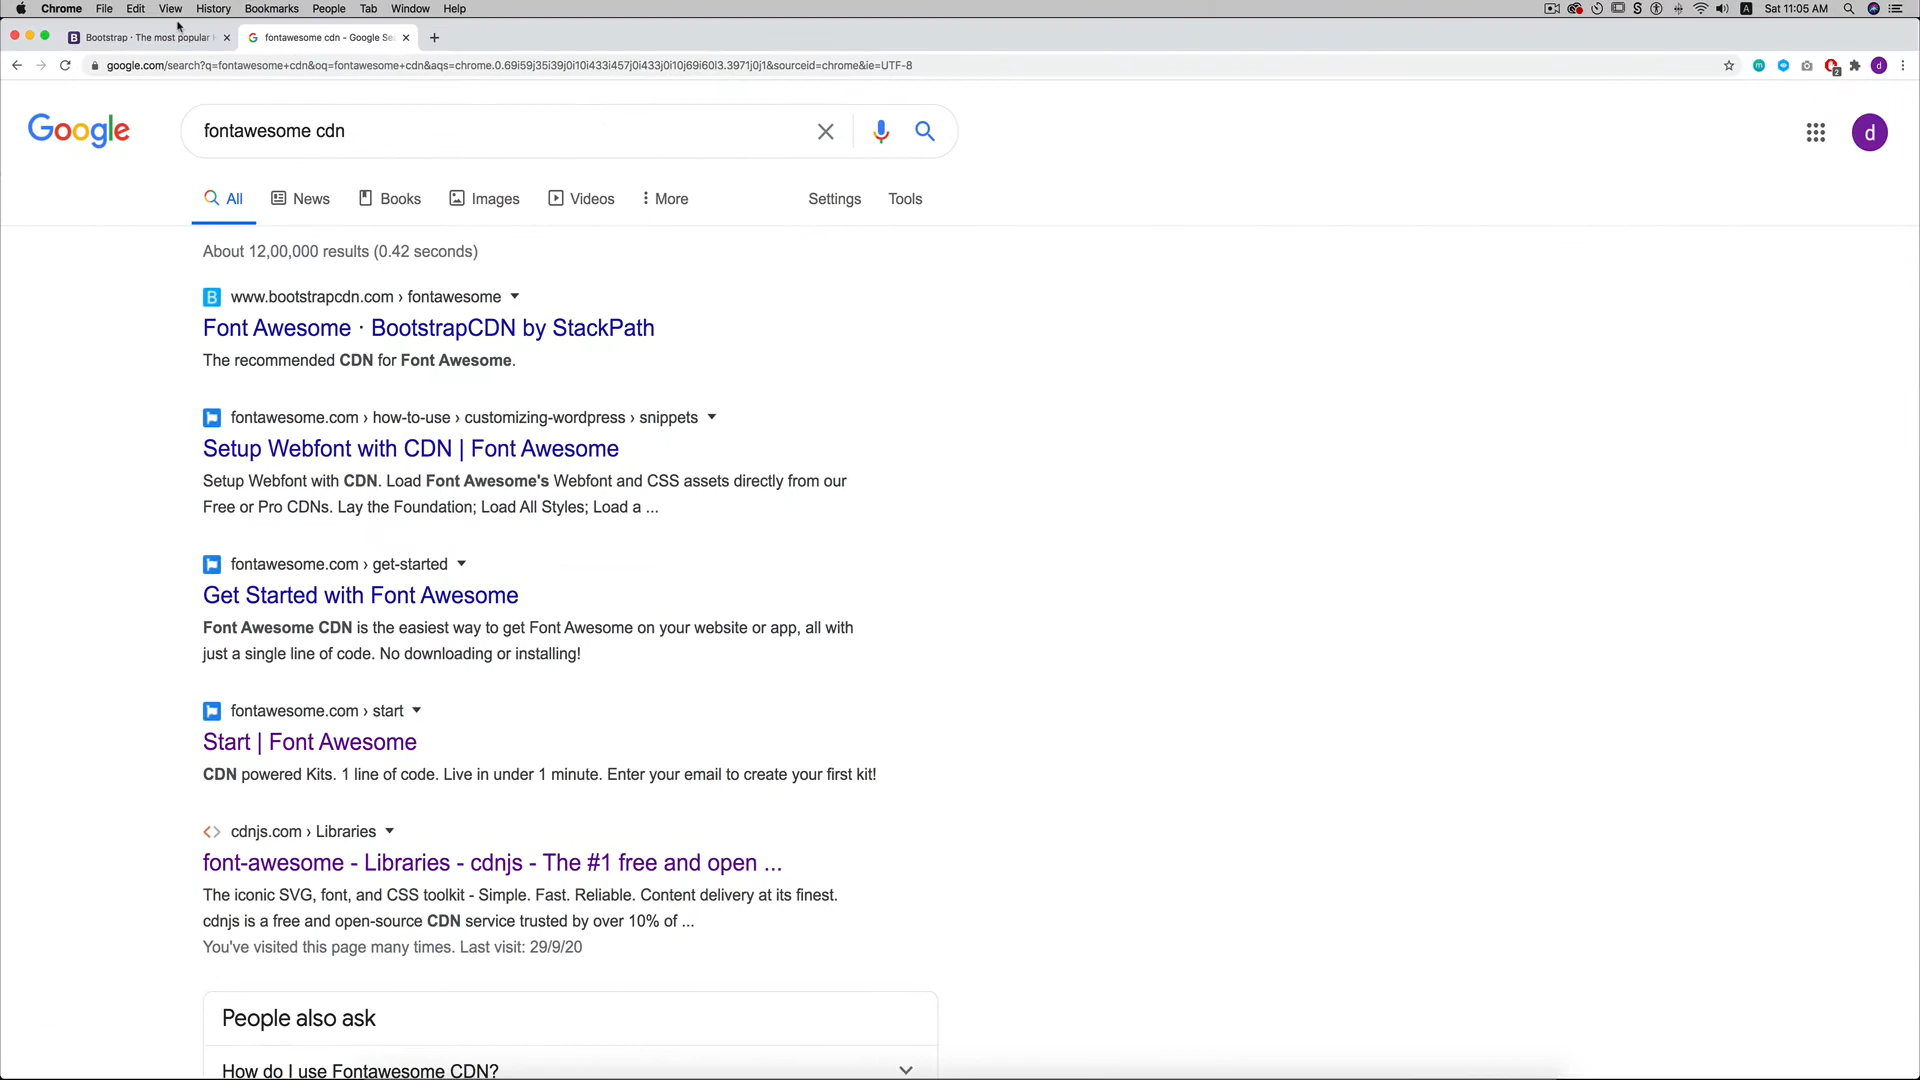 Chrome File Edit View History Bookmarks People Tab Window Help
Sat 11:05 AM
Bootstrap · The most popular
fontawesome cdn - Google Se
google.com/search?q=fontawesome+cdn&oq=fontawesome+cdn&aqs=chrome.0.69i59j35i39j0i10i433i457j0i433j0i10j69i60l3.3971j0j1&sourceid=chrome&ie=UTF-8
Google
fontawesome cdn
d
All News Books Images Videos More Settings Tools
About 12,00,000 results (0.42 seconds)
www.bootstrapcdn.com › fontawesome
Font Awesome · BootstrapCDN by StackPath
The recommended CDN for Font Awesome.
fontawesome.com › how-to-use › customizing-wordpress › snippets
Setup Webfont with CDN | Font Awesome
Setup Webfont with CDN. Load Font Awesome's Webfont and CSS assets directly from our
Free or Pro CDNs. Lay the Foundation; Load All Styles; Load a ...
fontawesome.com › get-started
Get Started with Font Awesome
Font Awesome CDN is the easiest way to get Font Awesome on your website or app, all with
just a single line of code. No downloading or installing!
fontawesome.com › start
Start | Font Awesome
CDN powered Kits. 1 line of code. Live in under 1 minute. Enter your email to create your first kit!
cdnjs.com › Libraries
font-awesome - Libraries - cdnjs - The #1 free and open ...
The iconic SVG, font, and CSS toolkit - Simple. Fast. Reliable. Content delivery at its finest.
cdnjs is a free and open-source CDN service trusted by over 10% of ...
You've visited this page many times. Last visit: 29/9/20
People also ask
How do I use Fontawesome CDN?